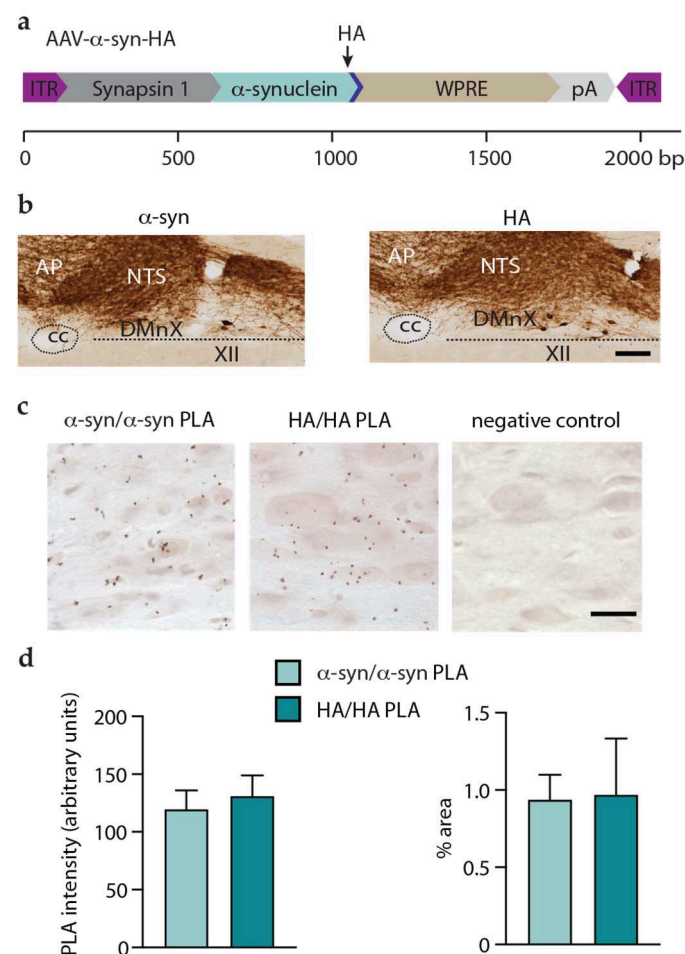 a
AAV-α-syn-HA
HA
ITR Synapsin 1 α-synuclein WPRE pA ITR
0 500 1000 1500 2000 bp
b
α-syn HA
AP NTS AP NTS
cc DMnX cc DMnX
XII XII
c
α-syn/α-syn PLA HA/HA PLA negative control
d
α-syn/α-syn PLA
HA/HA PLA
PLA intensity (arbitrary units)
200
150
100
50
0
% area
1.5
1.0
0.5
0